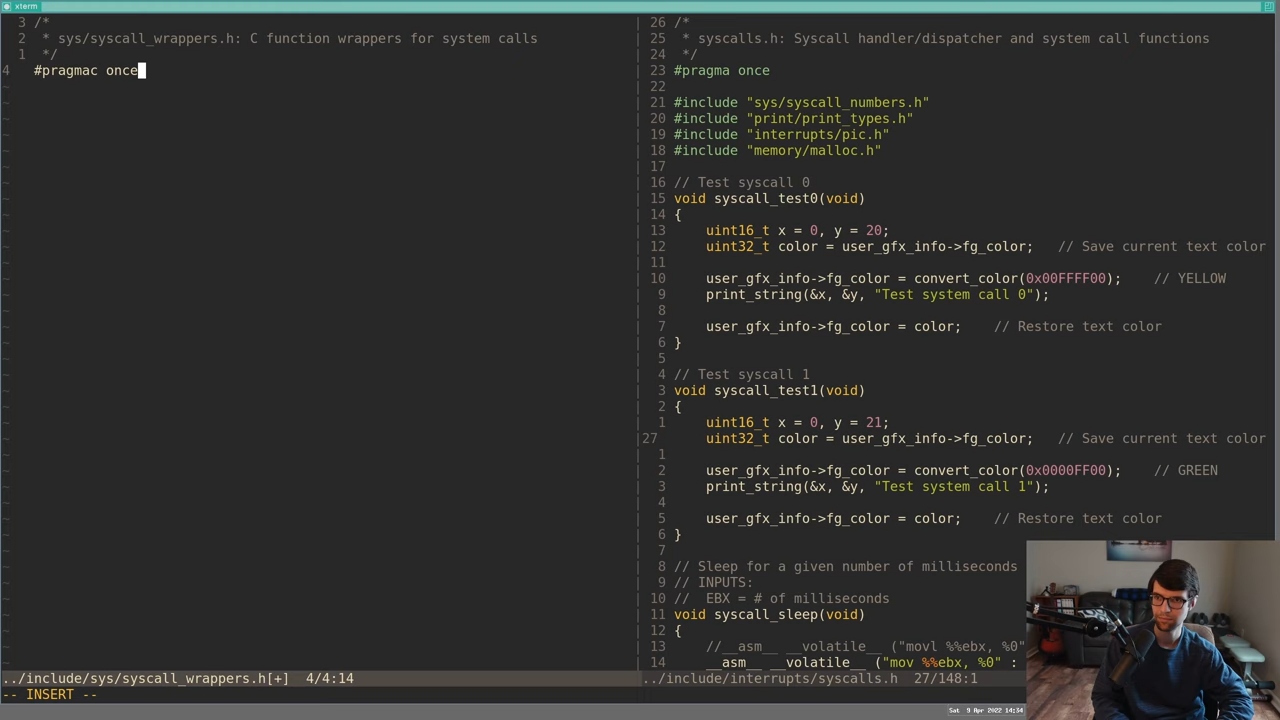 xterm
3 /*
2  * sys/syscall_wrappers.h: C function wrappers for system calls
1  */
4 #pragmac once
../include/sys/syscall_wrappers.h[+] 4/4:14
-- INSERT --
26 /*
25  * syscalls.h: Syscall handler/dispatcher and system call functions
24  */
23 #pragma once
22
21 #include "sys/syscall_numbers.h"
20 #include "print/print_types.h"
19 #include "interrupts/pic.h"
18 #include "memory/malloc.h"
17
16 // Test syscall 0
15 void syscall_test0(void)
14 {
13     uint16_t x = 0, y = 20;
12     uint32_t color = user_gfx_info->fg_color;   // Save current text color
11
10     user_gfx_info->fg_color = convert_color(0x00FFFF00);    // YELLOW
9     print_string(&x, &y, "Test system call 0");
8
7     user_gfx_info->fg_color = color;    // Restore text color
6 }
5
4 // Test syscall 1
3 void syscall_test1(void)
2 {
1     uint16_t x = 0, y = 21;
27     uint32_t color = user_gfx_info->fg_color;   // Save current text color
1
2     user_gfx_info->fg_color = convert_color(0x0000FF00);    // GREEN
3     print_string(&x, &y, "Test system call 1");
4
5     user_gfx_info->fg_color = color;    // Restore text color
6 }
7
8 // Sleep for a given number of milliseconds
9 // INPUTS:
10 //  EBX = # of milliseconds
11 void syscall_sleep(void)
12 {
13     //__asm__ __volatile__ ("movl %%ebx, %0"
14     __asm__ __volatile__ ("mov %%ebx, %0" :
../include/interrupts/syscalls.h 27/148:1
Sat 9 Apr 2022 14:34